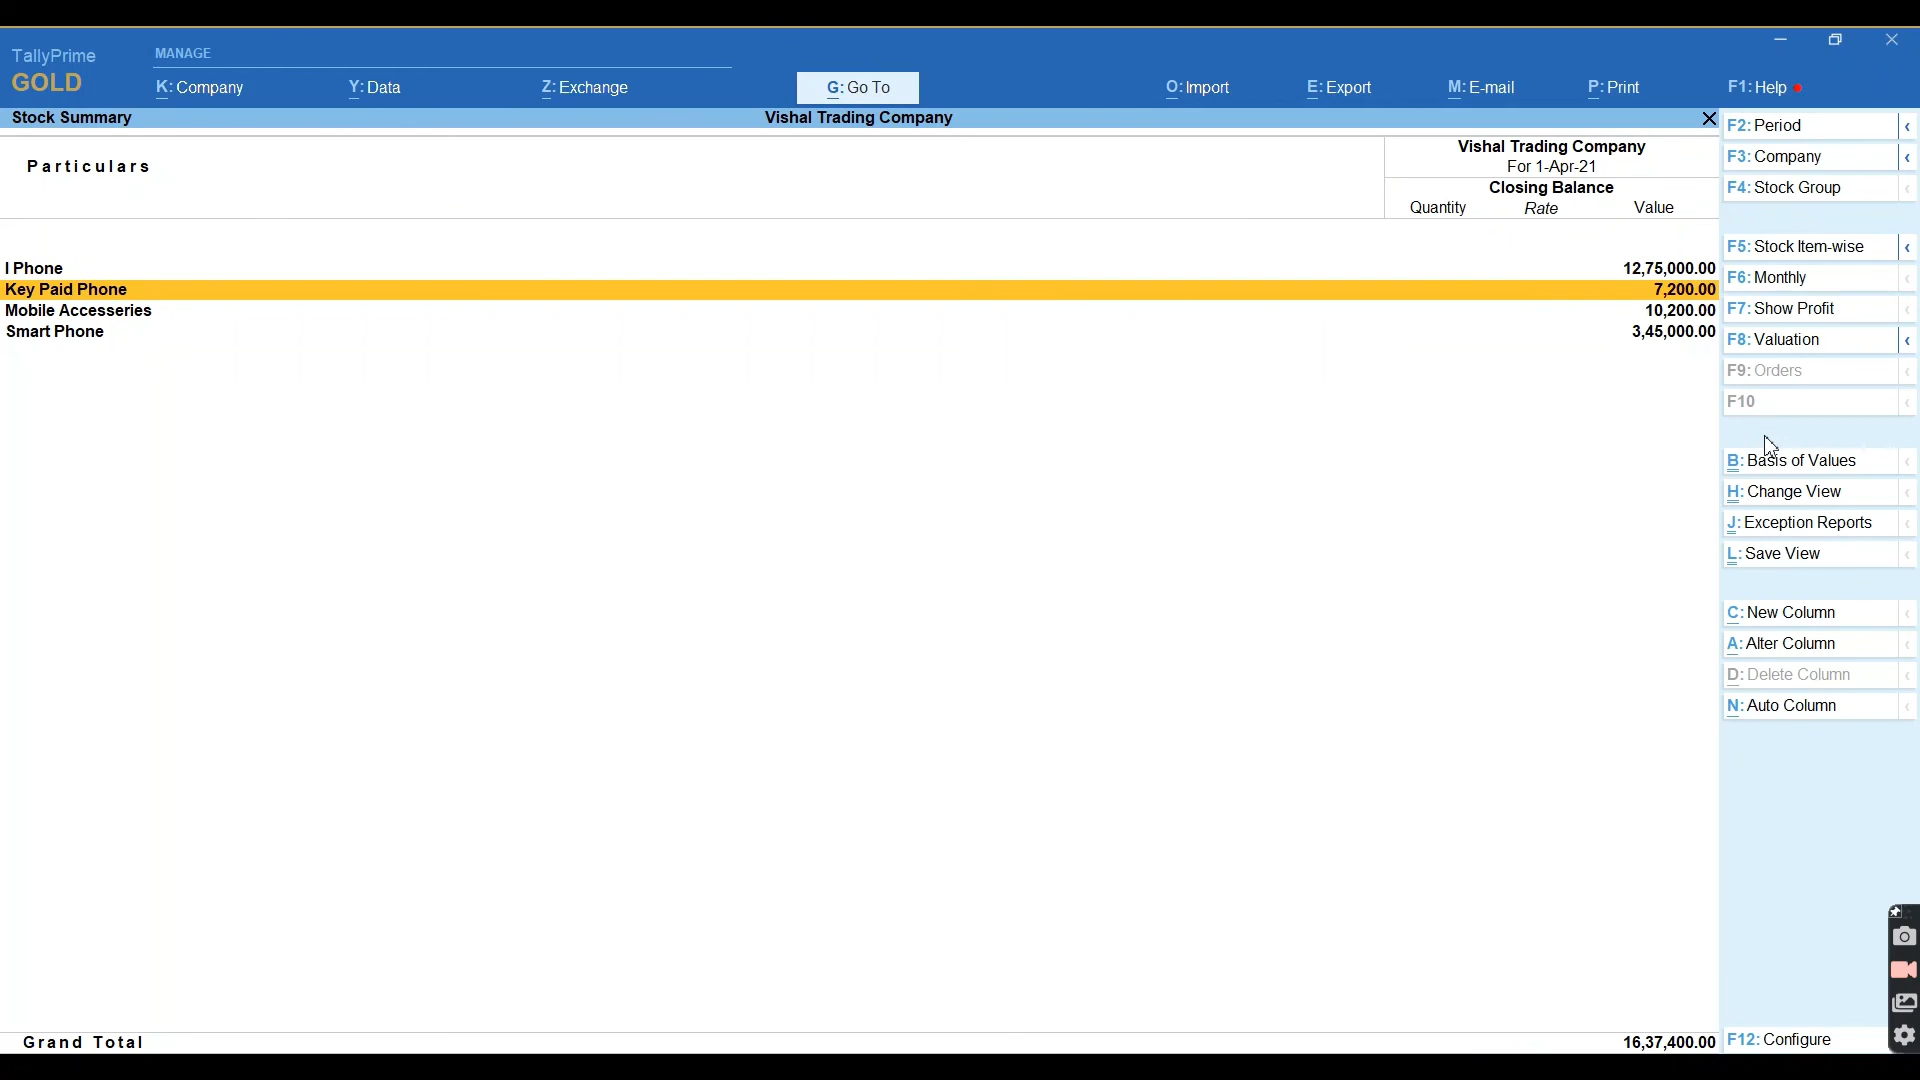 TallyPrime
GOLD
MANAGE
K: Company
Y: Data
Z: Exchange
G: Go To
O: Import
E: Export
M: E-mail
P: Print
F1: Help
Stock Summary
Vishal Trading Company
Particulars
Vishal Trading Company
For 1-Apr-21
Closing Balance
Quantity Rate Value
I Phone 12,75,000.00
Key Paid Phone 7,200.00
Mobile Accesseries 10,200.00
Smart Phone 3,45,000.00
Grand Total 16,37,400.00
F2: Period
F3: Company
F4: Stock Group
F5: Stock Item-wise
F6: Monthly
F7: Show Profit
F8: Valuation
F9: Orders
F10
B: Basis of Values
H: Change View
J: Exception Reports
L: Save View
C: New Column
A: Alter Column
D: Delete Column
N: Auto Column
F12: Configure